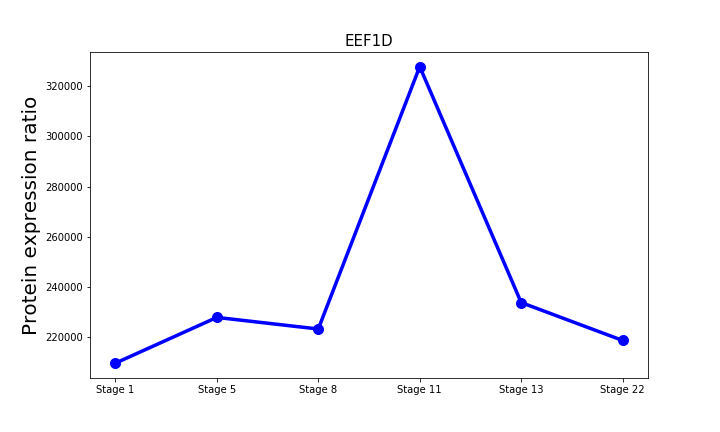 EEF1D
Protein expression ratio
320000
300000
280000
260000
240000
220000
Stage 1 Stage 5 Stage 8 Stage 11 Stage 13 Stage 22